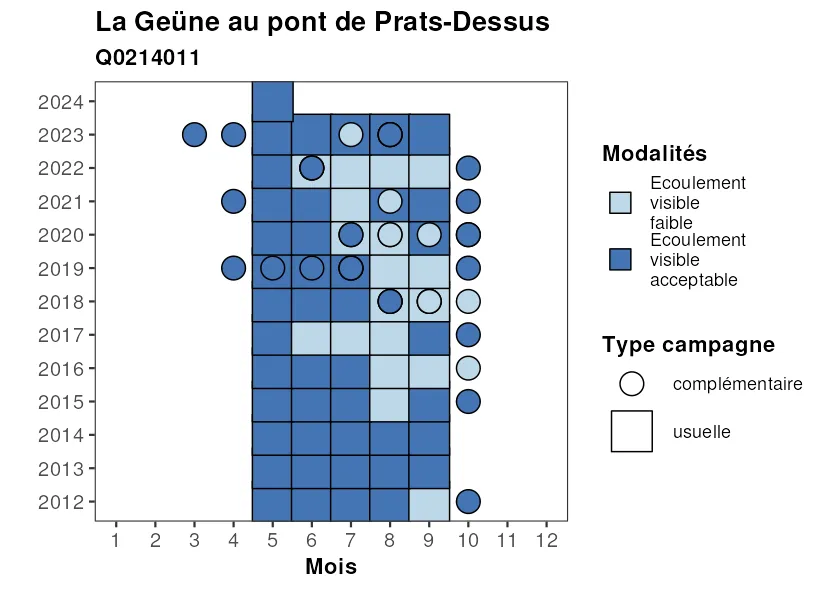 La Geüne au pont de Prats-Dessus
Q0214011
2024
2023
2022
2021
2020
2019
2018
2017
2016
2015
2014
2013
2012
1 2 3 4 5 6 7 8 9 10 11 12
Mois
Modalités
Ecoulement
visible
faible
Ecoulement
visible
acceptable
Type campagne
complémentaire
usuelle